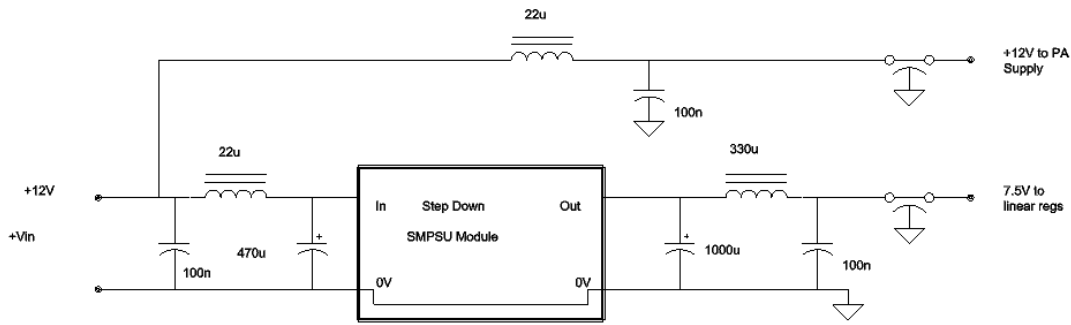 22u
+12V to PA
Supply
100n
22u
330u
+12V
In
Step Down
Out
7.5V to
linear regs
+Vin
SMPSU Module
470u
1000u
100n
100n
0V
0V
+
+